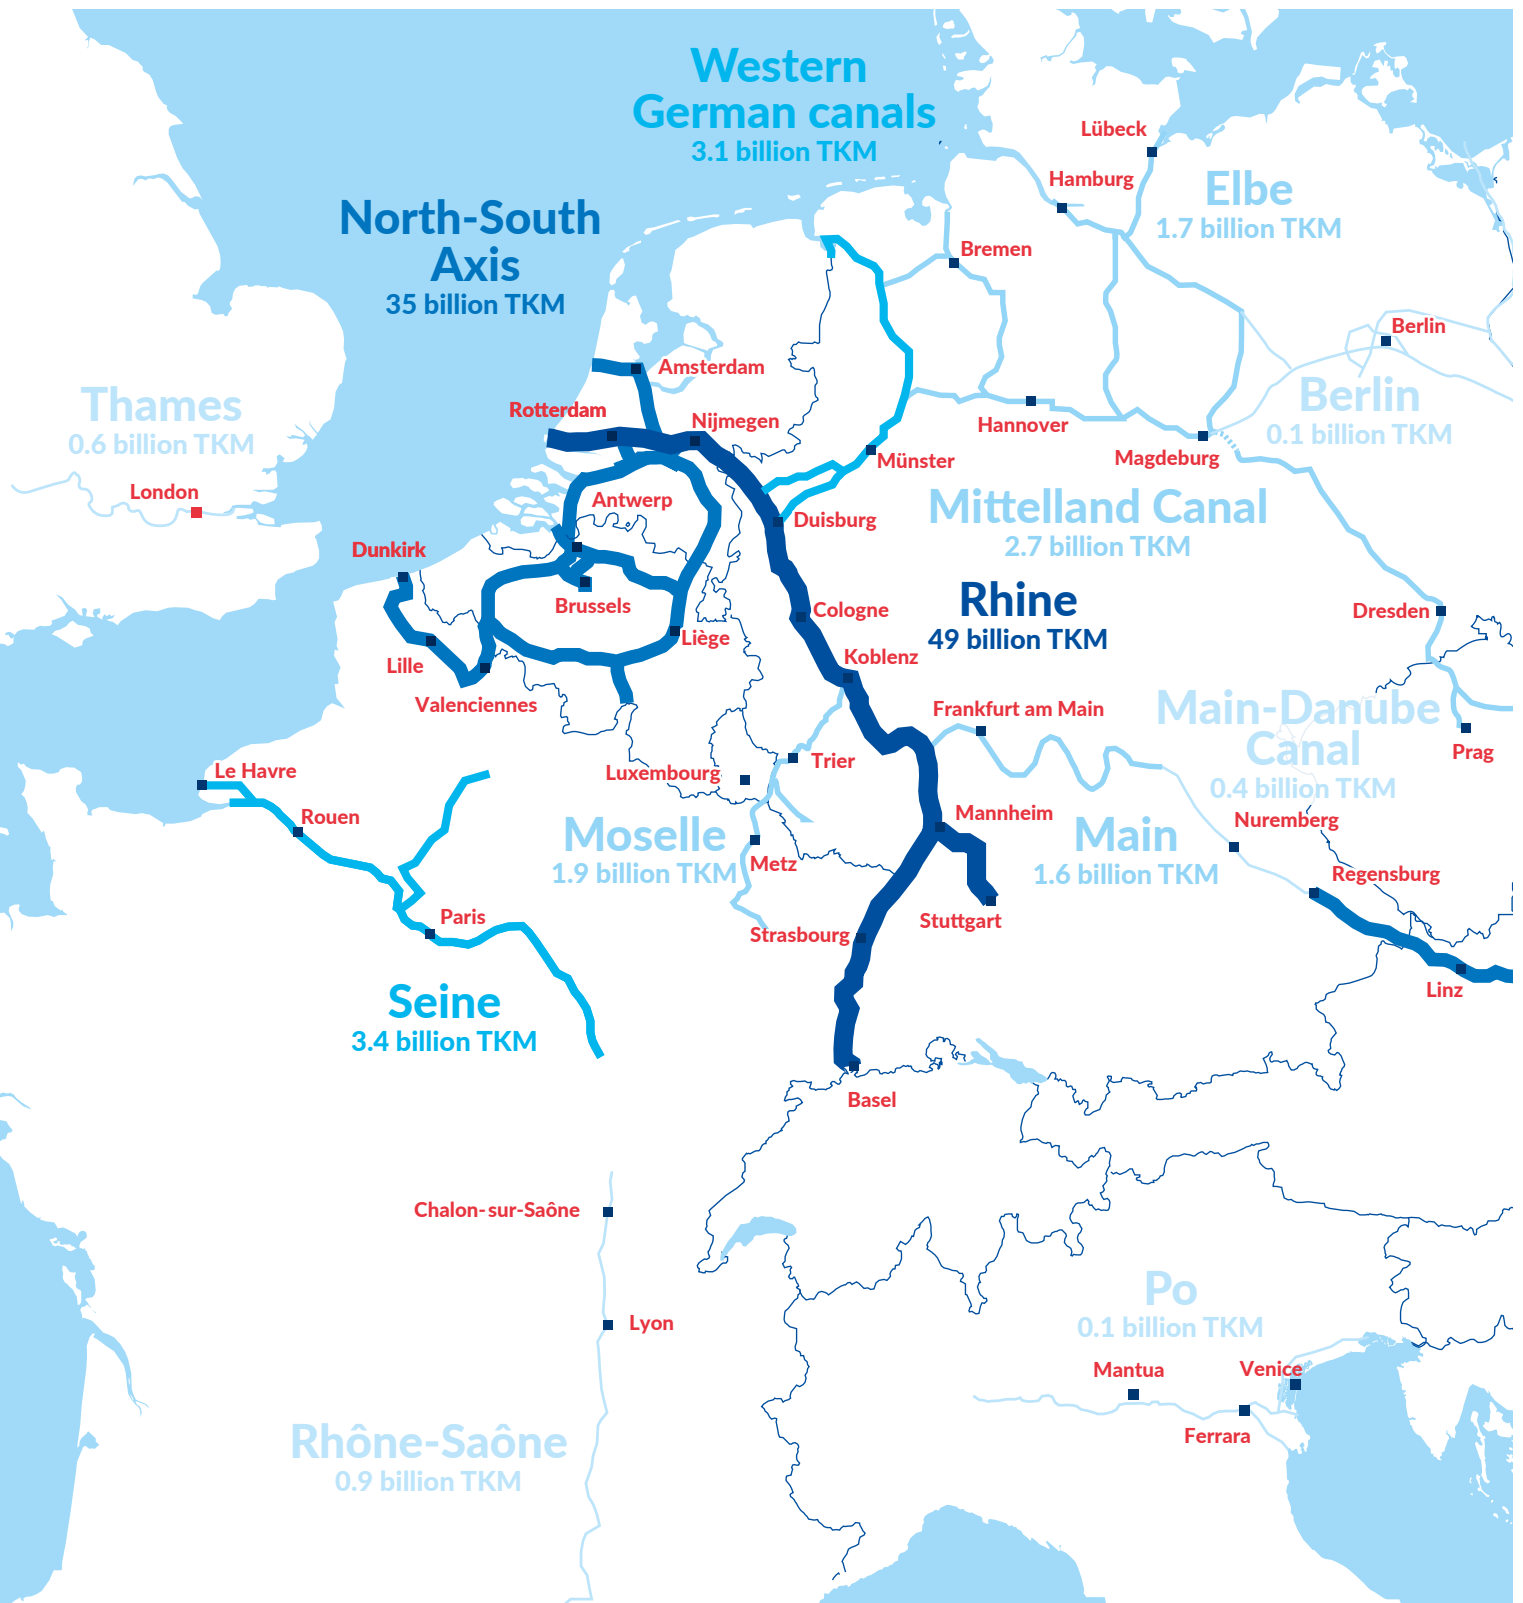 Western
German canals
3.1 billion TKM
Lübeck
Hamburg
Elbe
1.7 billion TKM
North-South
Axis
35 billion TKM
Bremen
Berlin
Amsterdam
Thames
0.6 billion TKM
London
Rotterdam
Nijmegen
Hannover
Berlin
0.1 billion TKM
Münster
Magdeburg
Antwerp
Duisburg
Mittelland Canal
2.7 billion TKM
Dunkirk
Brussels
Cologne
Rhine
49 billion TKM
Dresden
Lille
Liège
Koblenz
Valenciennes
Frankfurt am Main
Main-Danube
Canal
0.4 billion TKM
Prag
Le Havre
Luxembourg
Trier
Rouen
Moselle
1.9 billion TKM
Metz
Mannheim
Main
1.6 billion TKM
Nuremberg
Regensburg
Paris
Strasbourg
Stuttgart
Linz
Seine
3.4 billion TKM
Basel
Chalon-sur-Saône
Lyon
Po
0.1 billion TKM
Mantua
Venice
Ferrara
Rhône-Saône
0.9 billion TKM